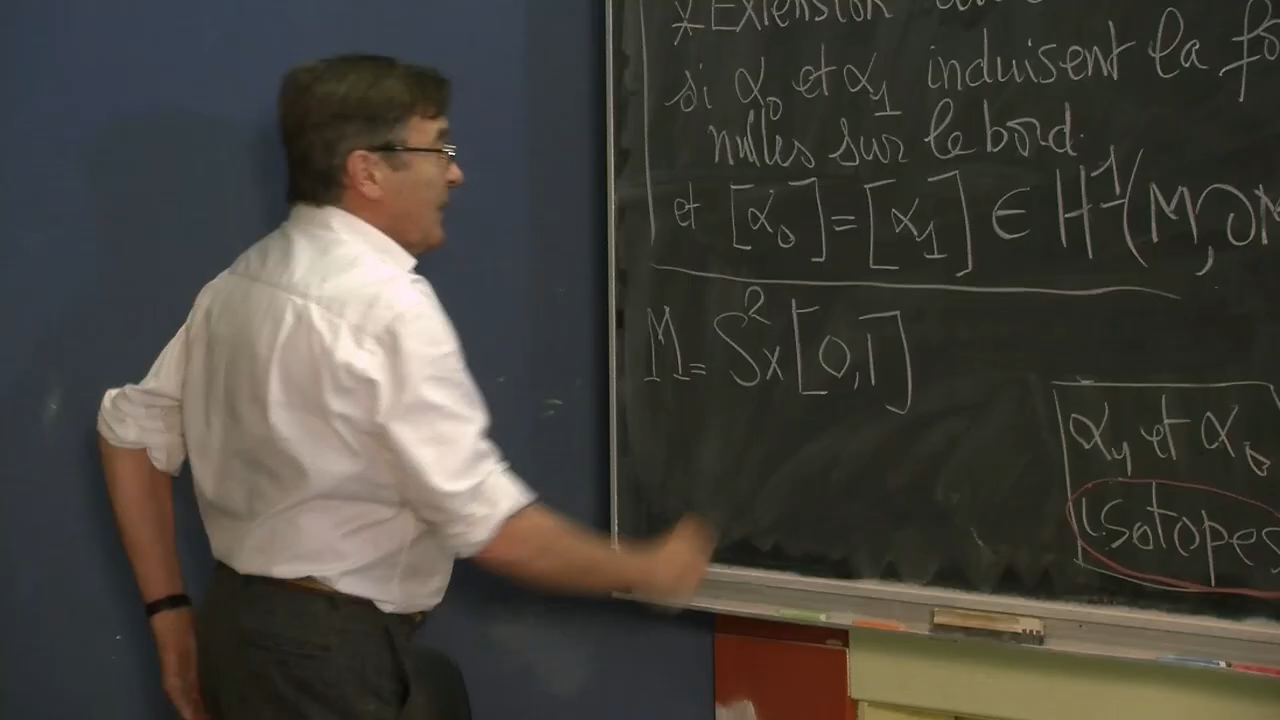 * Extension
si α₀ et α₁ induisent la fo
nulles sur le bord.
et [α₀] = [α₁] ∈ H¹(M, ∂M
M = S² x [0,1]
α₁ et α₀
isotopes